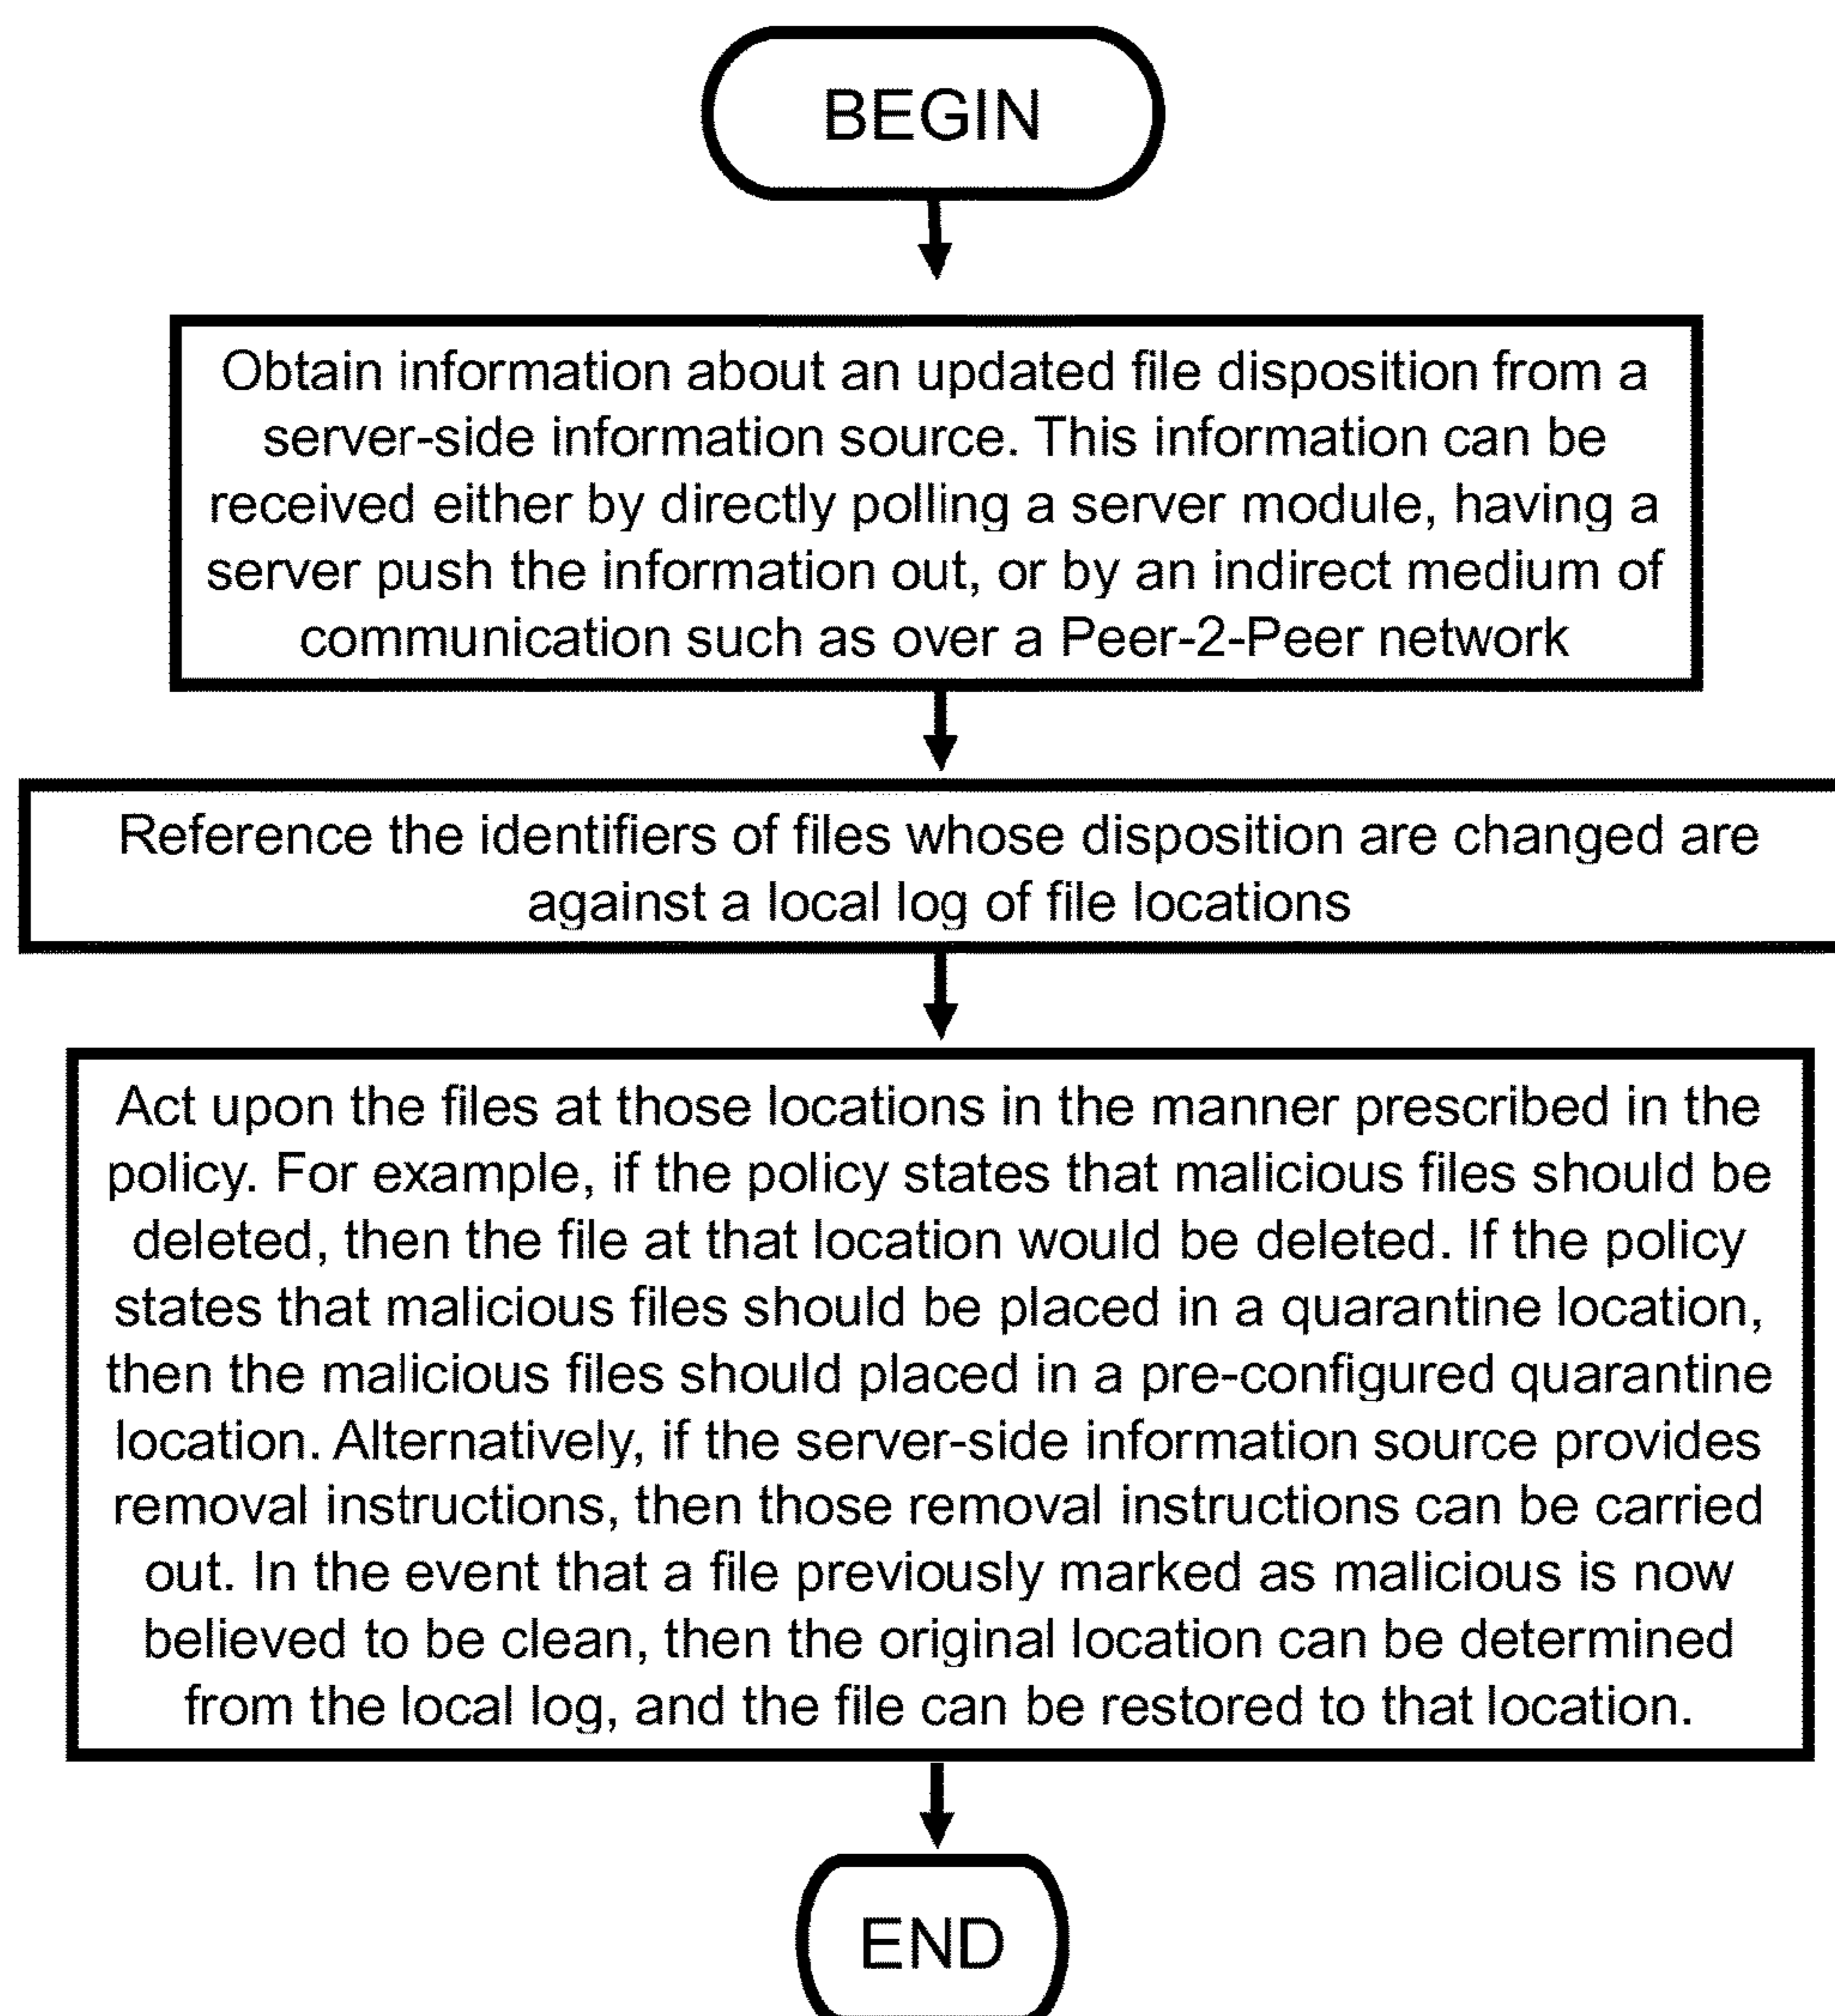 BEGIN
Obtain information about an updated file disposition from a
server-side information source. This information can be
received either by directly polling a server module, having a
server push the information out, or by an indirect medium of
communication such as over a Peer-2-Peer network
Reference the identifiers of files whose disposition are changed are
against a local log of file locations
Act upon the files at those locations in the manner prescribed in the
policy. For example, if the policy states that malicious files should be
deleted, then the file at that location would be deleted. If the policy
states that malicious files should be placed in a quarantine location,
then the malicious files should placed in a pre-configured quarantine
location. Alternatively, if the server-side information source provides
removal instructions, then those removal instructions can be carried
out. In the event that a file previously marked as malicious is now
believed to be clean, then the original location can be determined
from the local log, and the file can be restored to that location.
END